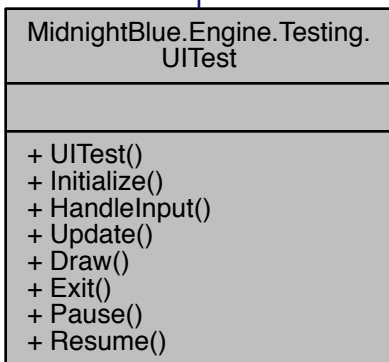 MidnightBlue.Engine.Testing.
UITest
+ UITest()
+ Initialize()
+ HandleInput()
+ Update()
+ Draw()
+ Exit()
+ Pause()
+ Resume()